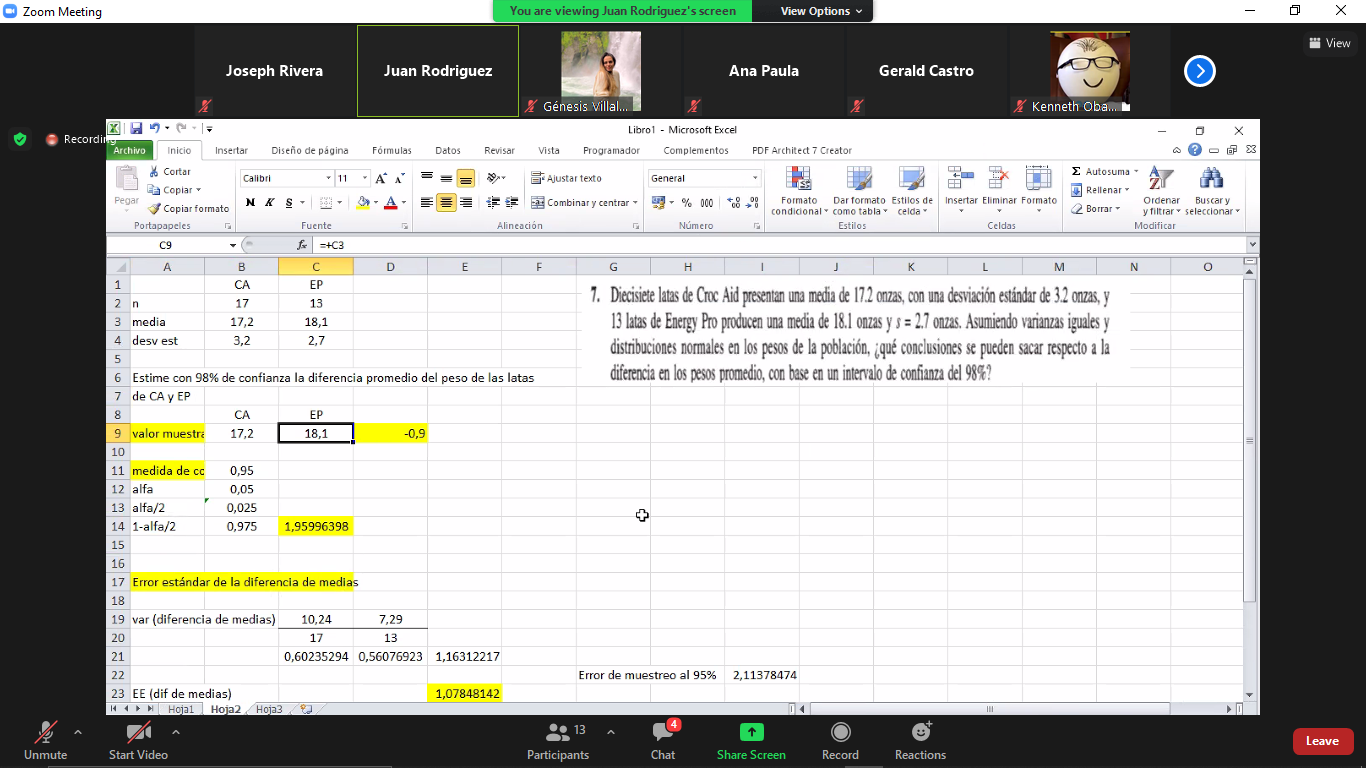 Zoom Meeting
You are viewing Juan Rodriguez's screen
View Options
View
Joseph Rivera
Juan Rodriguez
Génesis Villal...
Ana Paula
Gerald Castro
Kenneth Oba...
Recording
Libro1 - Microsoft Excel
Archivo Inicio Insertar Diseño de página Fórmulas Datos Revisar Vista Programador Complementos PDF Architect 7 Creator
Pegar
Cortar
Copiar
Copiar formato
Portapapeles
Calibri 11
N K S
Fuente
Ajustar texto
Combinar y centrar
Alineación
General
% 000
Número
Formato condicional
Dar formato como tabla
Estilos de celda
Estilos
Insertar Eliminar Formato
Celdas
Autosuma
Rellenar
Borrar
Ordenar y filtrar
Buscar y seleccionar
Modificar
C9 fx =+C3
A B C D E F G H I J K L M N O
1 CA EP
2 n 17 13
3 media 17,2 18,1
4 desv est 3,2 2,7
5
6 Estime con 98% de confianza la diferencia promedio del peso de las latas
7 de CA y EP
8 CA EP
9 valor muestra 17,2 18,1 -0,9
10
11 medida de co 0,95
12 alfa 0,05
13 alfa/2 0,025
14 1-alfa/2 0,975 1,95996398
15
16
17 Error estándar de la diferencia de medias
18
19 var (diferencia de medias) 10,24 7,29
20 17 13
21 0,60235294 0,56076923 1,16312217
22 Error de muestreo al 95% 2,11378474
23 EE (dif de medias) 1,07848142
7. Diecisiete latas de Croc Aid presentan una media de 17.2 onzas, con una desviación estándar de 3.2 onzas, y
13 latas de Energy Pro producen una media de 18.1 onzas y s = 2.7 onzas. Asumiendo varianzas iguales y
distribuciones normales en los pesos de la población, ¿qué conclusiones se pueden sacar respecto a la
diferencia en los pesos promedio, con base en un intervalo de confianza del 98%?
Hoja1 Hoja2 Hoja3
Unmute
Start Video
Participants 13
Chat 4
Share Screen
Record
Reactions
Leave